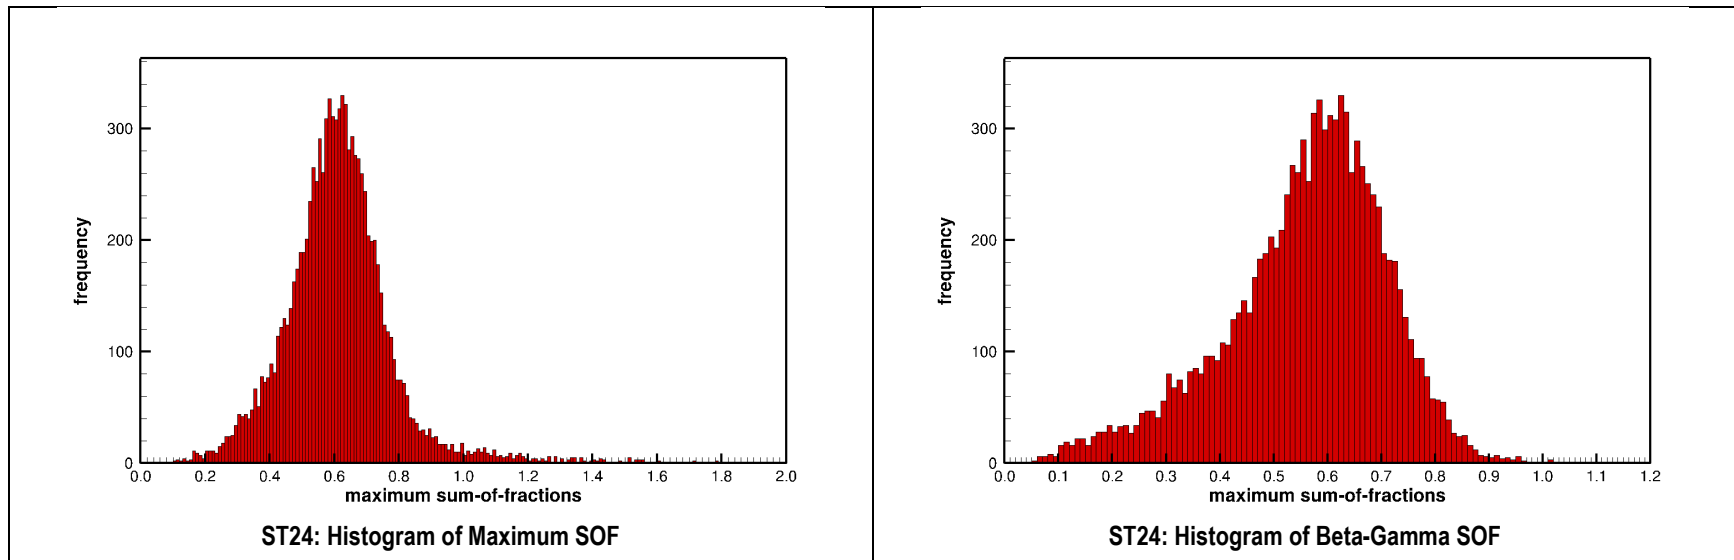 300
200
100
0
frequency
0.0 0.2 0.4 0.6 0.8 1.0 1.2 1.4 1.6 1.8 2.0
maximum sum-of-fractions
ST24: Histogram of Maximum SOF
300
200
100
0
frequency
0.0 0.1 0.2 0.3 0.4 0.5 0.6 0.7 0.8 0.9 1.0 1.1 1.2
maximum sum-of-fractions
ST24: Histogram of Beta-Gamma SOF